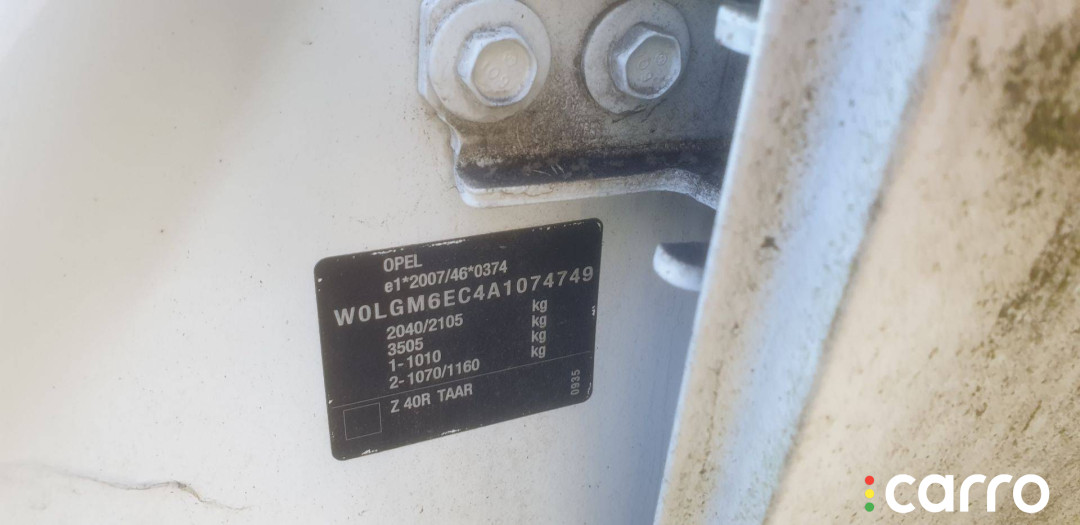 OPEL
e1*2007/46*0374
W0LGM6EC4A1074749
2040/2105 kg
3505 kg
1-1010 kg
2-1070/1160 kg
Z 40R TAAR
0935
carro